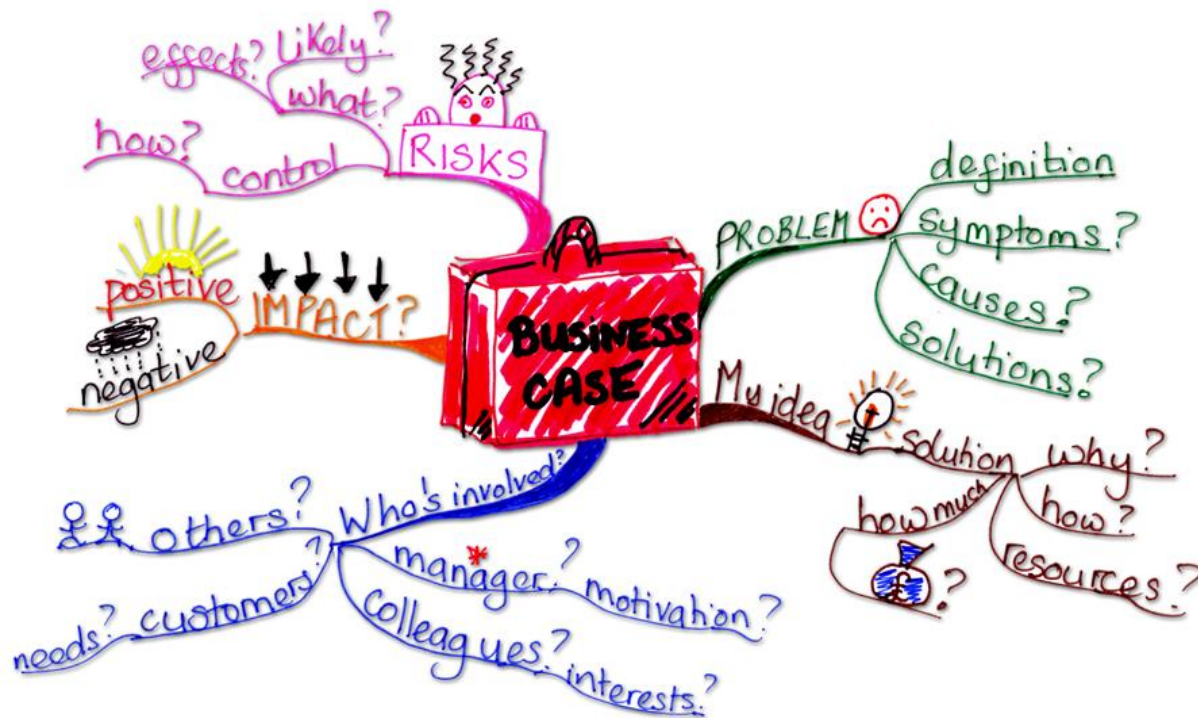 BUSINESS
CASE
PROBLEM
definition
symptoms?
causes?
solutions?
My idea
solution
why?
how?
resources?
how much
£?
Who's involved?
manager?
motivation?
colleagues?
interests?
customers?
needs?
others?
IMPACT?
positive
negative
RISKS
what?
likely?
effects?
control
how?